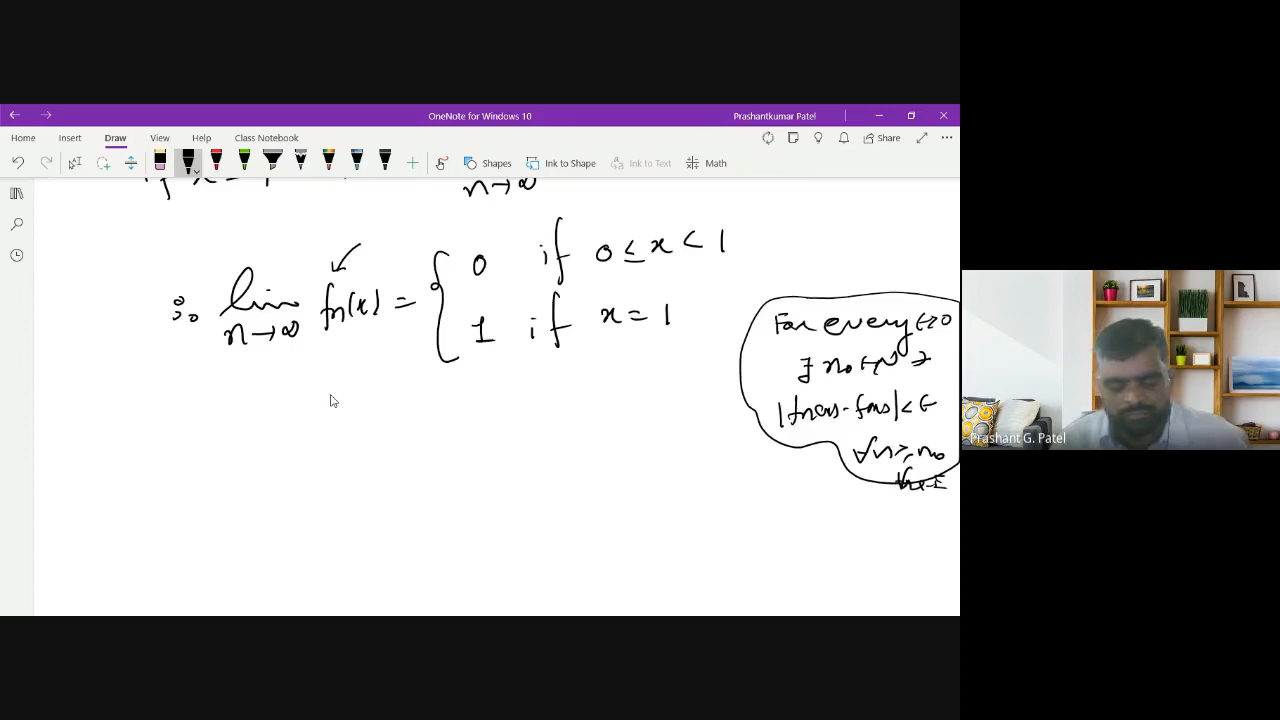 OneNote for Windows 10
Prashantkumar Patel
Home Insert Draw View Help Class Notebook
Share
Shapes Ink to Shape Ink to Text Math
n→∞
∴ lim fn(x) = { 0 if 0 ≤ x < 1
n→∞
1 if x = 1
For every ϵ>0
∃ n₀ ∈ N ∋
|fn(x) - f(x)| < ϵ
∀ n ≥ n₀
∀ x ∈ E
Prashant G. Patel